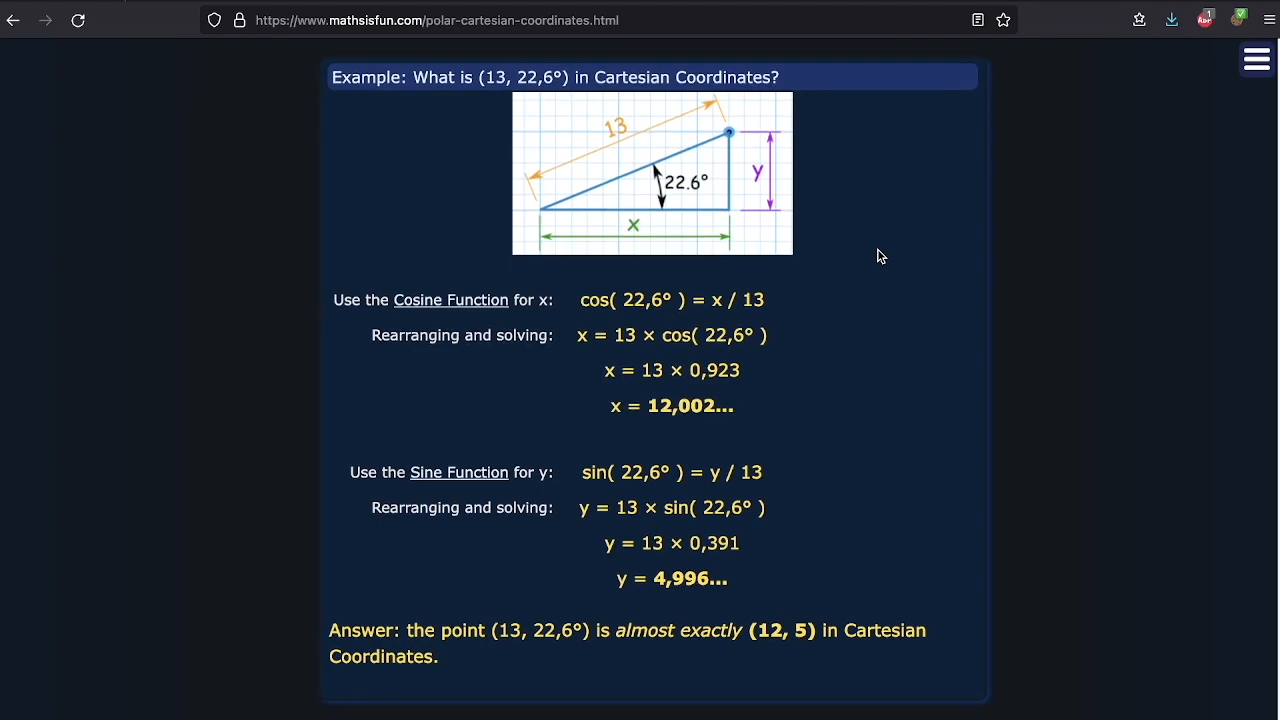 https://www.mathsisfun.com/polar-cartesian-coordinates.html
1
Example: What is (13, 22,6°) in Cartesian Coordinates?
13
22.6°
y
x
Use the Cosine Function for x: cos( 22,6° ) = x / 13
Rearranging and solving: x = 13 × cos( 22,6° )
x = 13 × 0,923
x = 12,002...
Use the Sine Function for y: sin( 22,6° ) = y / 13
Rearranging and solving: y = 13 × sin( 22,6° )
y = 13 × 0,391
y = 4,996...
Answer: the point (13, 22,6°) is almost exactly (12, 5) in Cartesian
Coordinates.